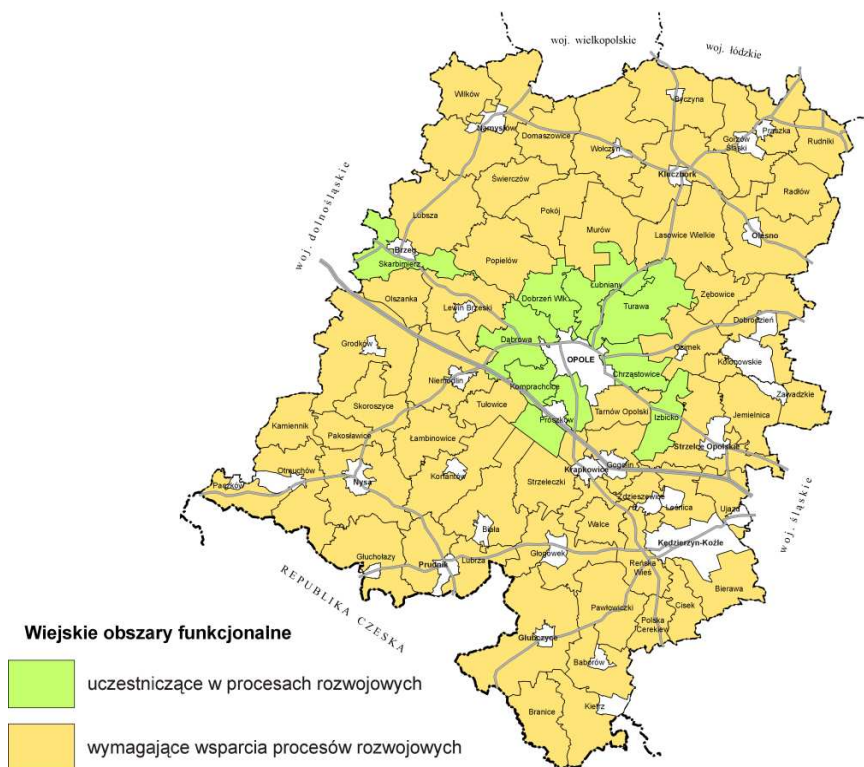 woj. wielkopolskie
woj. łódzkie
Wilków
Byczyna
Namysłów
Domaszowice
Praszka
Gorzów
Śląski
Rudniki
Wołczyn
Kluczbork
Świerczów
Radłów
woj. dolnośląskie
Lubsza
Pokój
Murów
Lasowice Wielkie
Olesno
Brzeg
Skarbimierz
Popielów
Olszanka
Dobrzeń Wlk.
Łubniany
Turawa
Zębowice
Lewin Brzeski
Dobrodzień
Grodków
Dąbrowa
OPOLE
Ozimek
Kolonowskie
Chrząstowice
Niemodlin
Komprachcice
Zawadzkie
Skoroszyce
Tułowice
Prószków
Tarnów Opolski
Izbicko
Jemielnica
Kamiennik
Pakosławice
Łambinowice
Strzelce Opolskie
Otmuchów
Paczków
Nysa
Korfantów
Strzeleczki
Krapkowice
Gogolin
Zdzieszowice
Leśnica
Ujazd
woj. śląskie
Biała
Walce
Kędzierzyn-Koźle
Głuchołazy
Prudnik
Lubrza
Głogówek
Reńska
Wieś
Bierawa
REPUBLIKA CZESKA
Pawłowiczki
Cisek
Polska
Cerekiew
Głubczyce
Baborów
Branice
Kietrz
Wiejskie obszary funkcjonalne
uczestniczące w procesach rozwojowych
wymagające wsparcia procesów rozwojowych